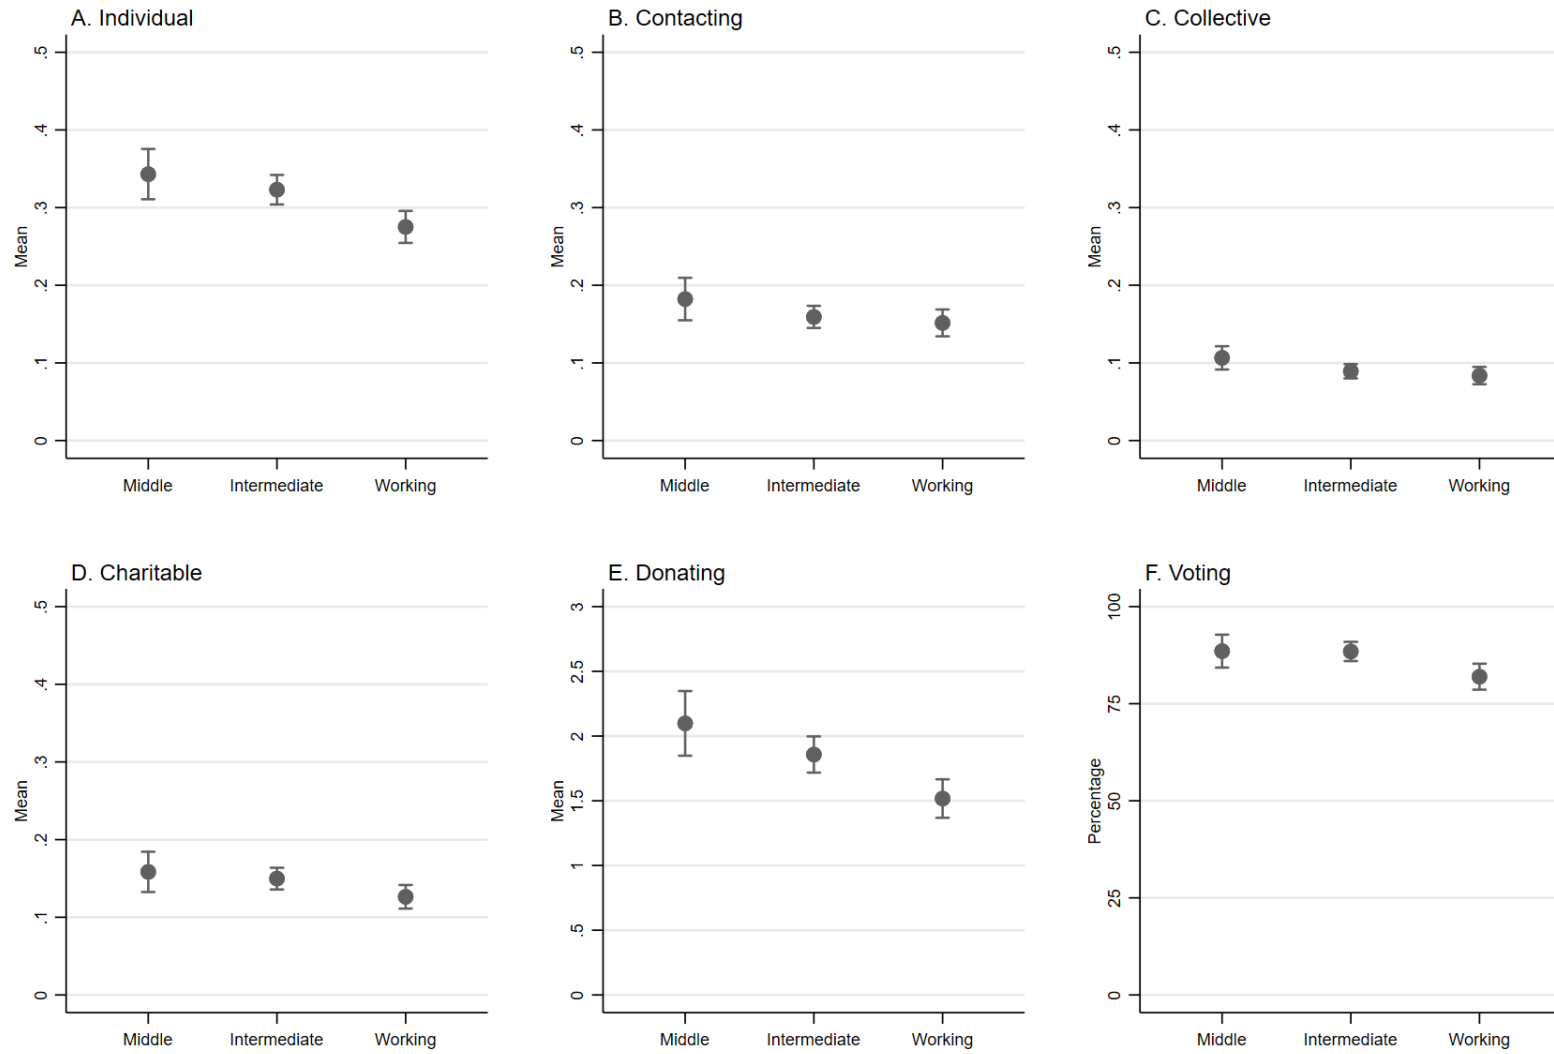 A. Individual
Mean
.5
.4
.3
.2
.1
0
Middle Intermediate Working
B. Contacting
Mean
.5
.4
.3
.2
.1
0
Middle Intermediate Working
C. Collective
Mean
.5
.4
.3
.2
.1
0
Middle Intermediate Working
D. Charitable
Mean
.5
.4
.3
.2
.1
0
Middle Intermediate Working
E. Donating
Mean
3
2.5
2
1.5
1
.5
0
Middle Intermediate Working
F. Voting
Percentage
100
75
50
25
0
Middle Intermediate Working